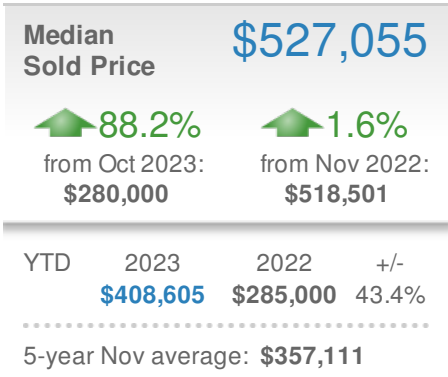 Median
Sold Price
$527,055
88.2%
1.6%
from Oct 2023:
$280,000
from Nov 2022:
$518,501
YTD 2023 2022 +/-
$408,605 $285,000 43.4%
5-year Nov average: $357,111